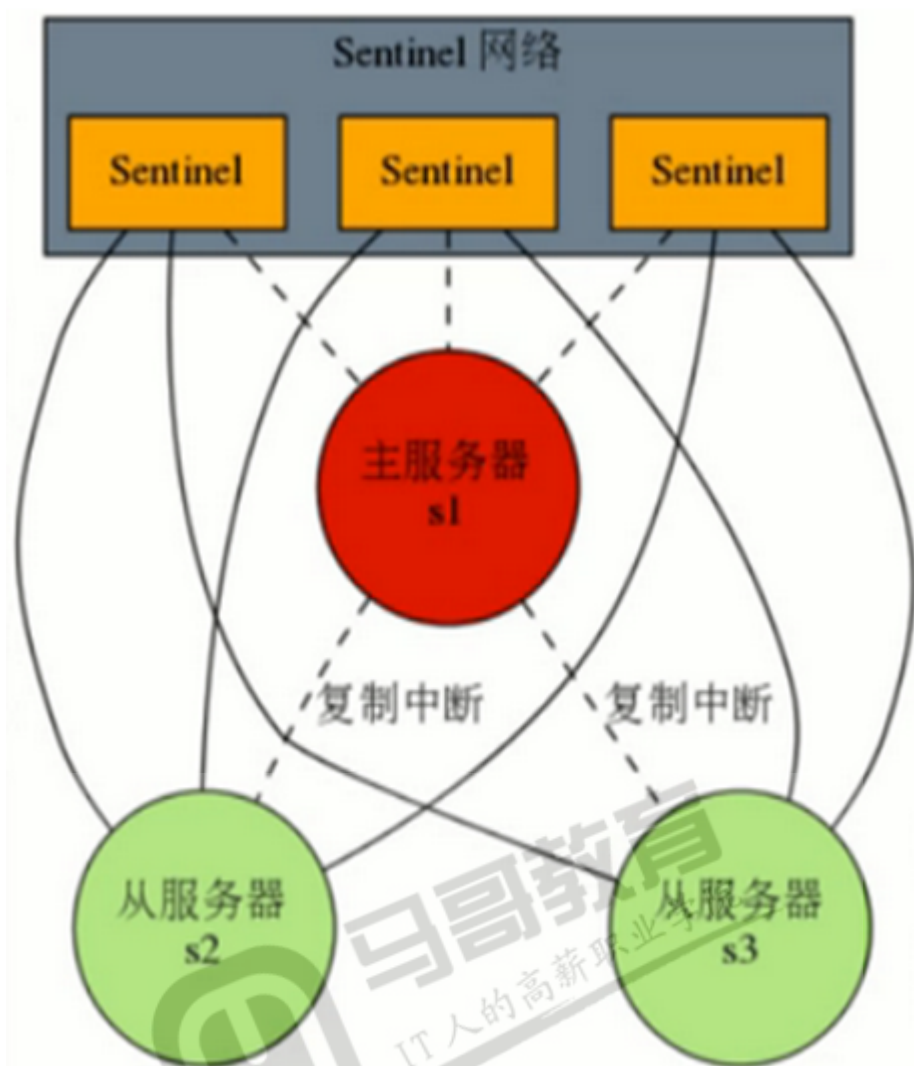 Sentinel 网络
Sentinel
Sentinel
Sentinel
主服务器
s1
复制中断
复制中断
从服务器
s2
从服务器
s3
马哥教育
IT人的高薪职业学